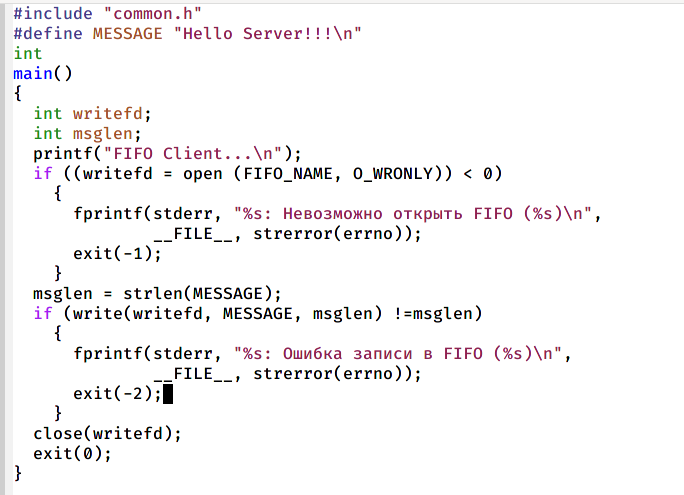 #include "common.h"
#define MESSAGE "Hello Server!!!\n"
int
main()
{
  int writefd;
  int msglen;
  printf("FIFO Client...\n");
  if ((writefd = open (FIFO_NAME, O_WRONLY)) < 0)
    {
      fprintf(stderr, "%s: Невозможно открыть FIFO (%s)\n",
              __FILE__, strerror(errno));
      exit(-1);
    }
  msglen = strlen(MESSAGE);
  if (write(writefd, MESSAGE, msglen) !=msglen)
    {
      fprintf(stderr, "%s: Ошибка записи в FIFO (%s)\n",
              __FILE__, strerror(errno));
      exit(-2);
    }
  close(writefd);
  exit(0);
}